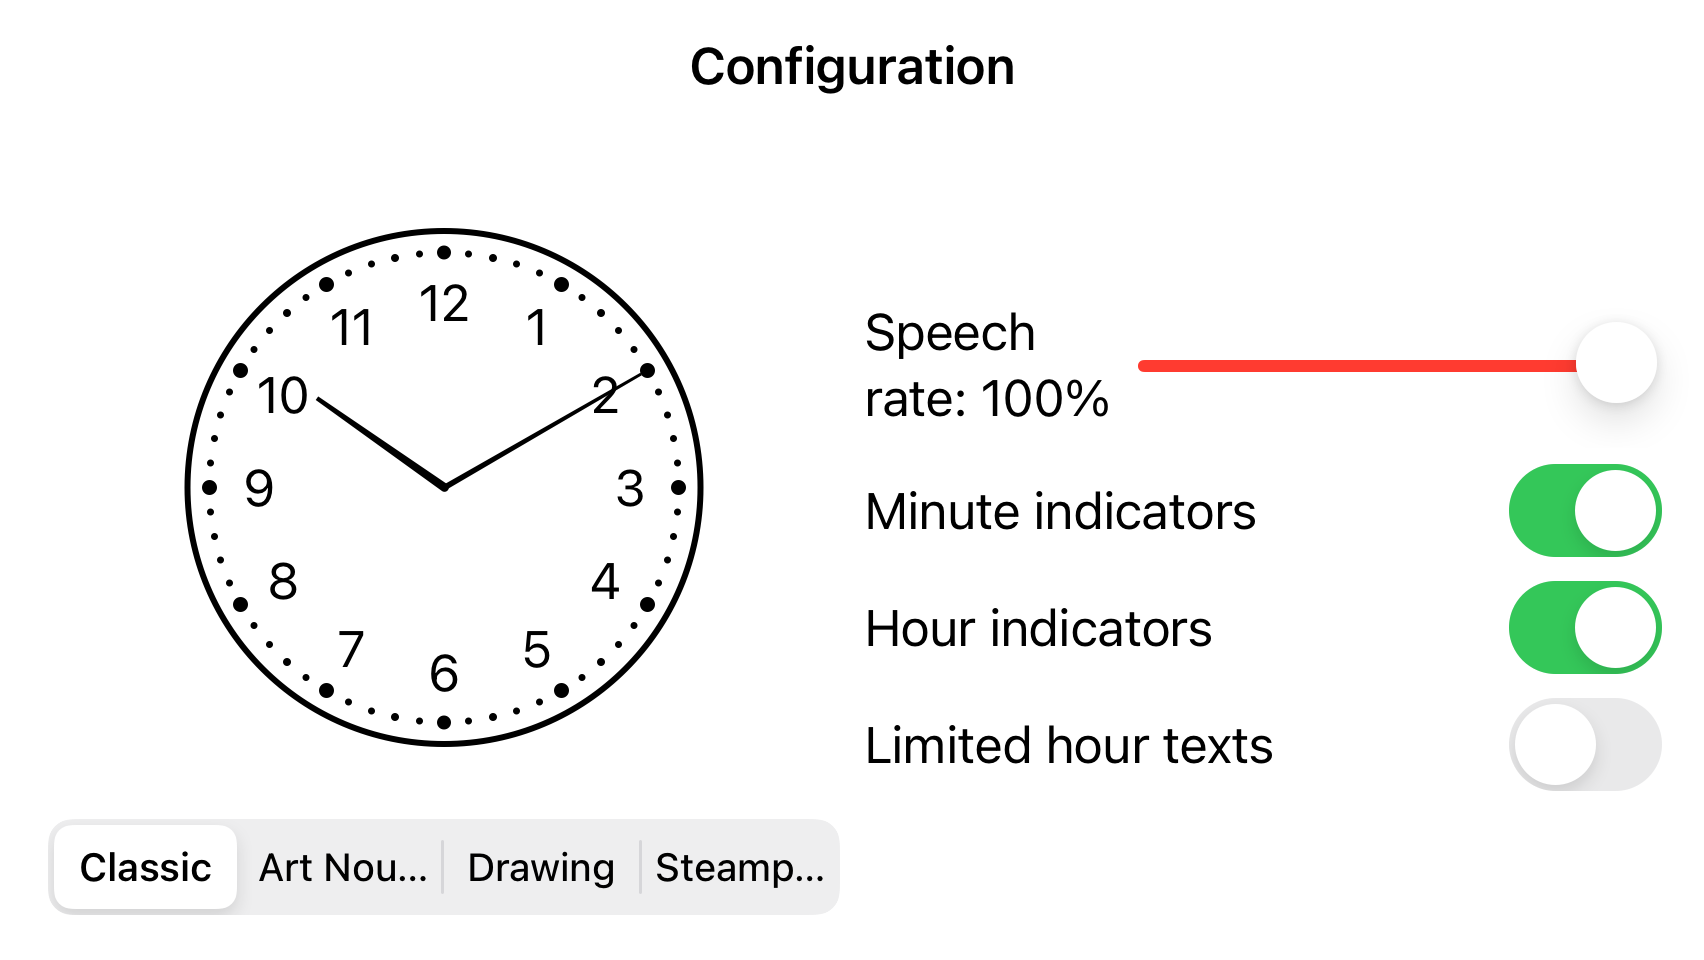 Configuration
12
11
1
10
2
9
3
8
4
7
5
6
Speech
rate: 100%
Minute indicators
Hour indicators
Limited hour texts
Classic
Art Nou...
Drawing
Steamp...